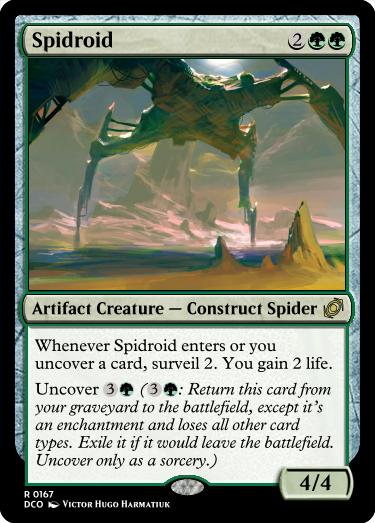 Spidroid 2
Artifact Creature — Construct Spider
Whenever Spidroid enters or you
uncover a card, surveil 2. You gain 2 life.
Uncover 3 (3: Return this card from
your graveyard to the battlefield, except it's
an enchantment and loses all other card
types. Exile it if it would leave the battlefield.
Uncover only as a sorcery.)
4/4
R 0167
DCO Victor Hugo Harmatiuk